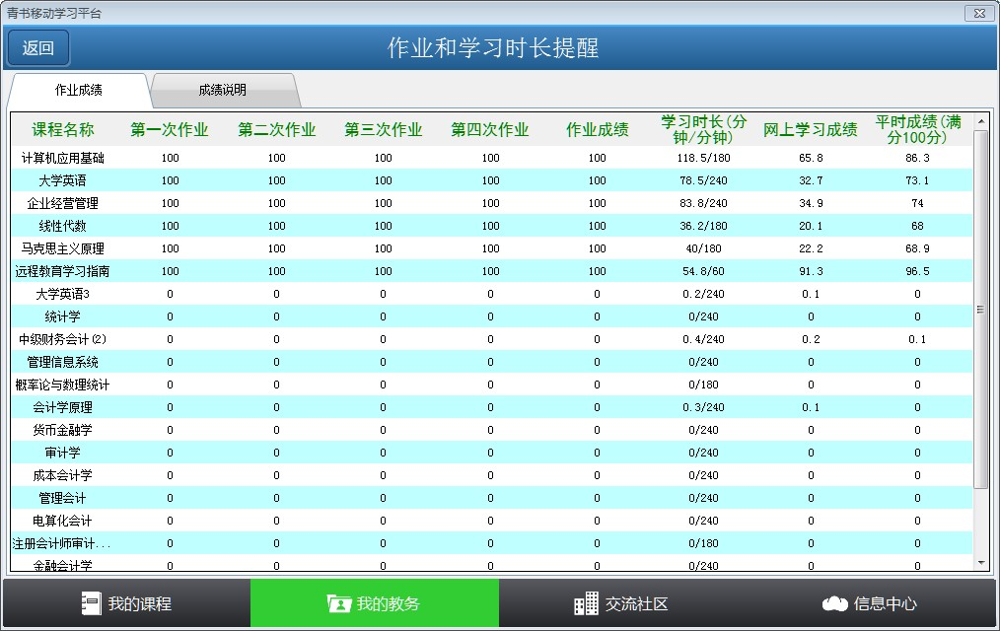 青书移动学习平台
返回
作业和学习时长提醒
作业成绩 成绩说明
课程名称 第一次作业 第二次作业 第三次作业 第四次作业 作业成绩 学习时长(分钟/分钟) 网上学习成绩 平时成绩(满分100分)
计算机应用基础 100 100 100 100 100 118.5/180 65.8 86.3
大学英语 100 100 100 100 100 78.5/240 32.7 73.1
企业经营管理 100 100 100 100 100 83.8/240 34.9 74
线性代数 100 100 100 100 100 36.2/180 20.1 68
马克思主义原理 100 100 100 100 100 40/180 22.2 68.9
远程教育学习指南 100 100 100 100 100 54.8/60 91.3 96.5
大学英语3 0 0 0 0 0 0.2/240 0.1 0
统计学 0 0 0 0 0 0/240 0 0
中级财务会计(2) 0 0 0 0 0 0.4/240 0.2 0.1
管理信息系统 0 0 0 0 0 0/240 0 0
概率论与数理统计 0 0 0 0 0 0/180 0 0
会计学原理 0 0 0 0 0 0.3/240 0.1 0
货币金融学 0 0 0 0 0 0/240 0 0
审计学 0 0 0 0 0 0/240 0 0
成本会计学 0 0 0 0 0 0/240 0 0
管理会计 0 0 0 0 0 0/240 0 0
电算化会计 0 0 0 0 0 0/240 0 0
注册会计师审计... 0 0 0 0 0 0/180 0 0
金融会计学 0 0 0 0 0 0/240 0 0
我的课程 我的教务 交流社区 信息中心